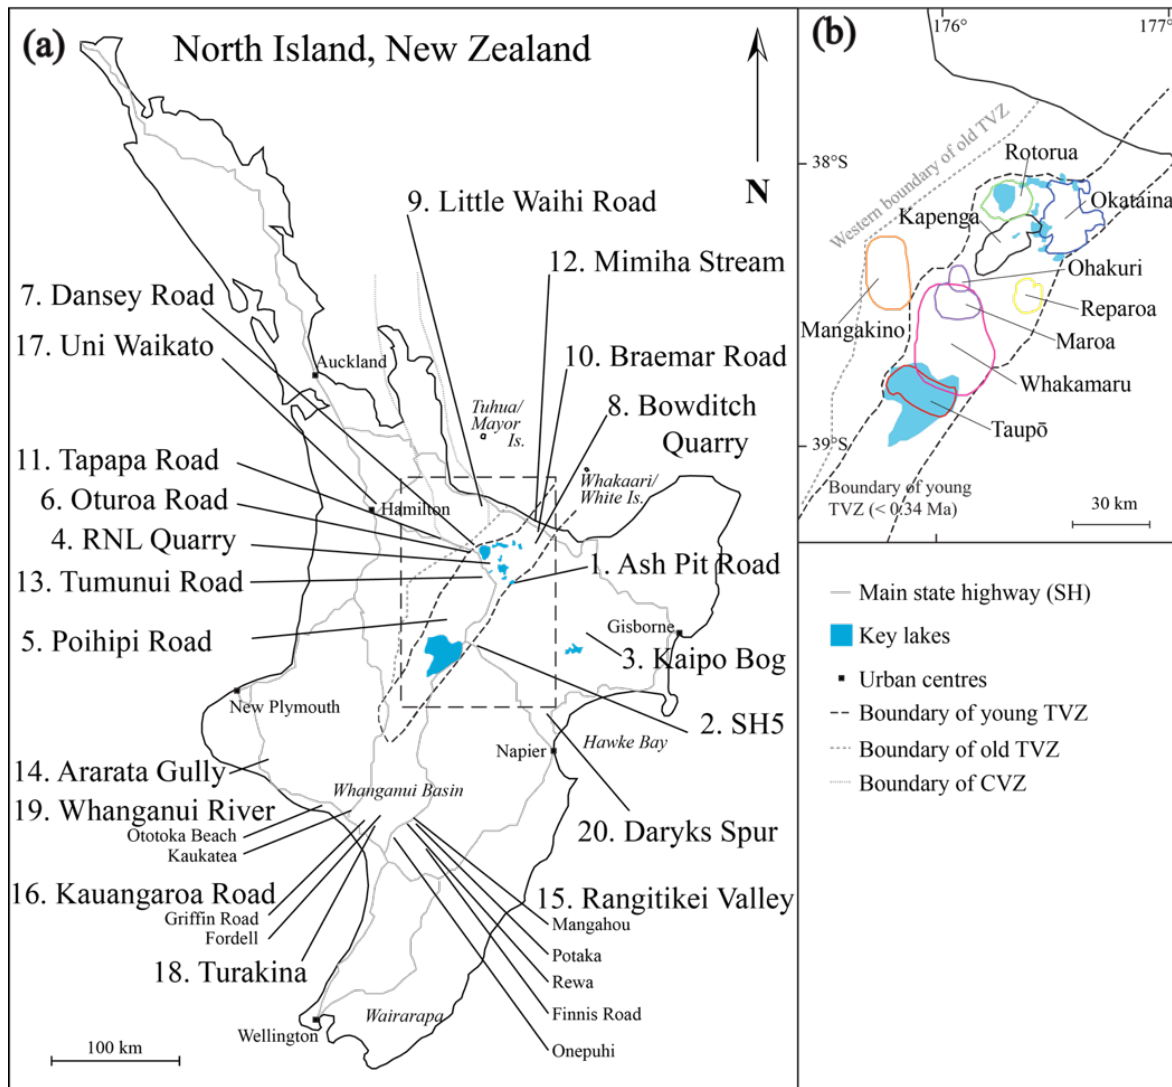 (a)
North Island, New Zealand
N
9. Little Waihi Road
12. Mimiha Stream
7. Dansey Road
17. Uni Waikato
Auckland
10. Braemar Road
Tuhua/
Mayor
Is.
8. Bowditch
Quarry
11. Tapapa Road
Whakaari/
White Is.
6. Oturoa Road
Hamilton
4. RNL Quarry
13. Tumunui Road
1. Ash Pit Road
5. Poihipi Road
Gisborne
3. Kaipo Bog
New Plymouth
2. SH5
Napier
Hawke Bay
14. Ararata Gully
Whanganui Basin
19. Whanganui River
Ototoka Beach
Kaukatea
20. Daryks Spur
16. Kauangaroa Road
Griffin Road
Fordell
15. Rangitikei Valley
Mangahou
Potaka
18. Turakina
Rewa
Finnis Road
Wairarapa
Wellington
Onepuhi
100 km
(b)
176°
177°
38°S
Western boundary of old TVZ
Rotorua
Okataina
Kapenga
Ohakuri
Reparoa
Mangakino
Maroa
Whakamaru
Taupō
39°S
Boundary of young
TVZ (< 0.34 Ma)
30 km
Main state highway (SH)
Key lakes
Urban centres
Boundary of young TVZ
Boundary of old TVZ
Boundary of CVZ